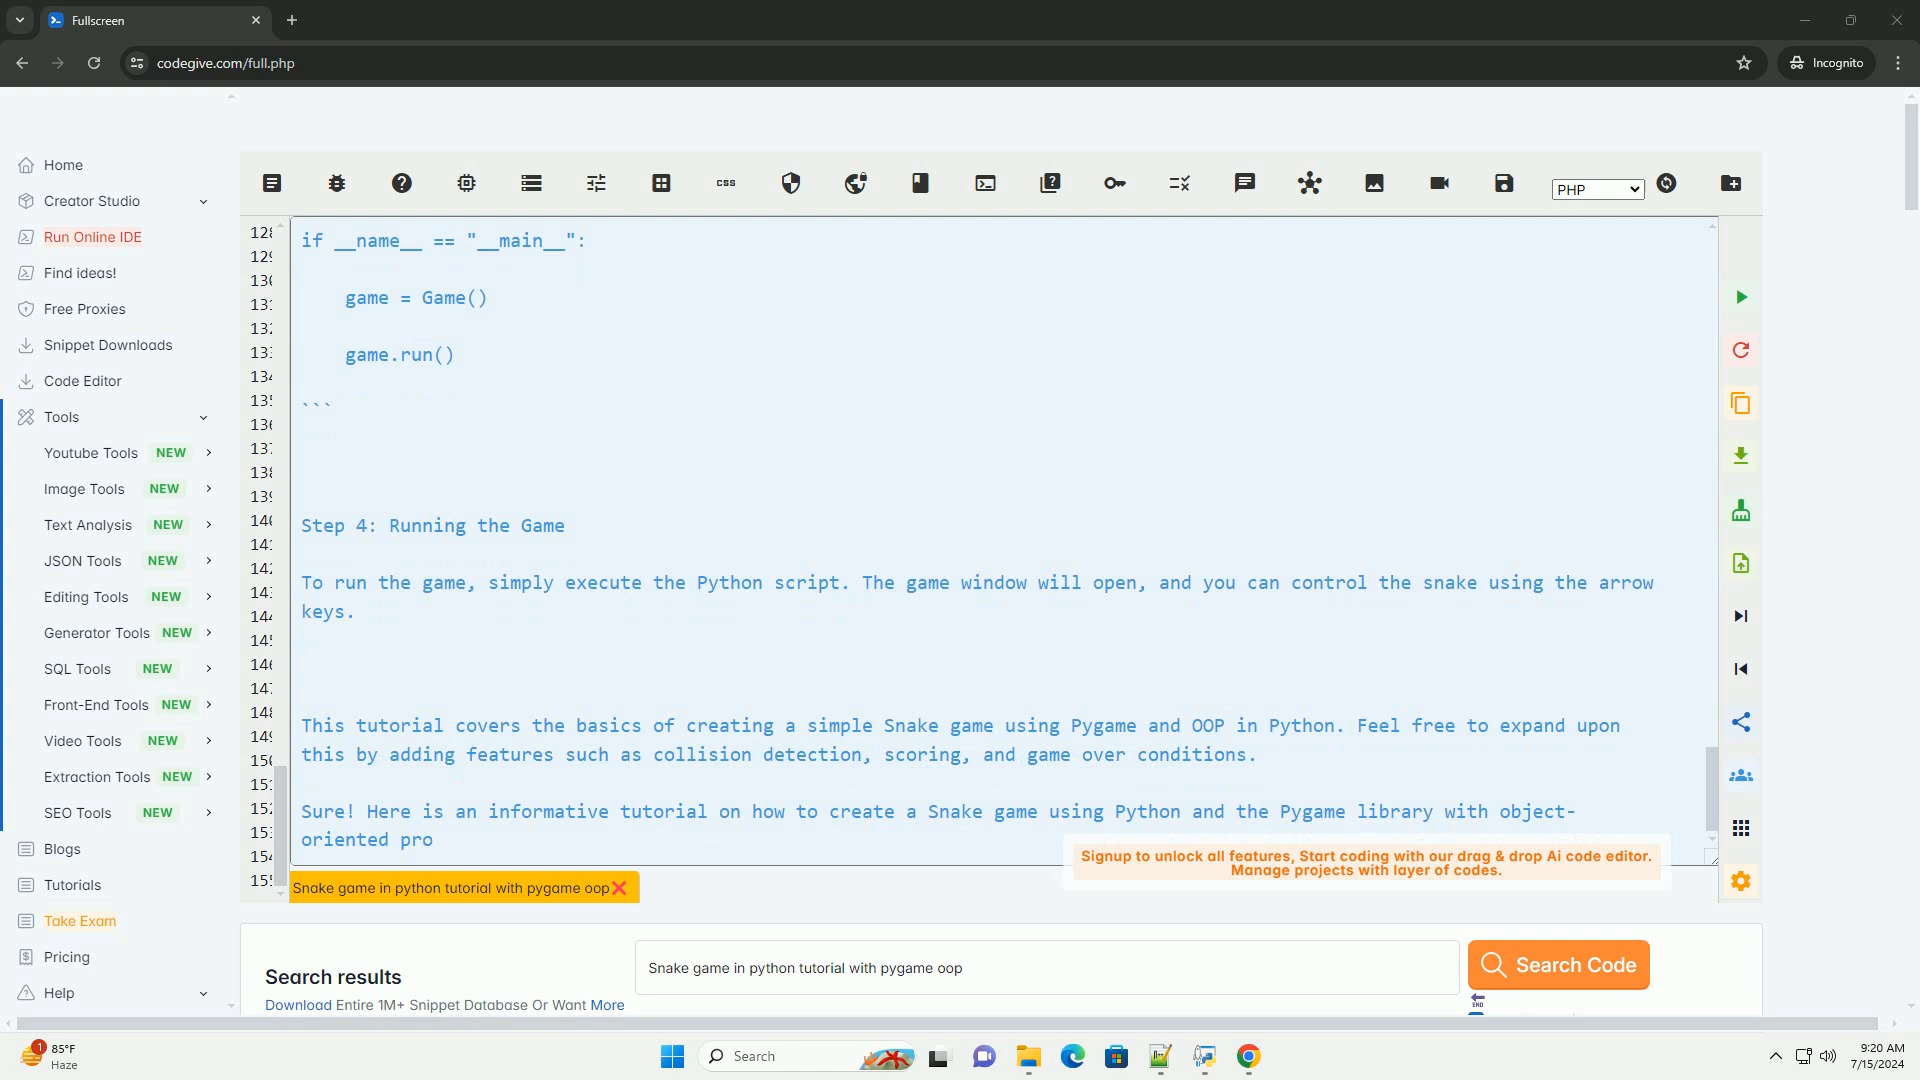 Fullscreen
codegive.com/full.php
Incognito
Home
Creator Studio
Run Online IDE
Find ideas!
Free Proxies
Snippet Downloads
Code Editor
Tools
Youtube Tools NEW
Image Tools NEW
Text Analysis NEW
JSON Tools NEW
Editing Tools NEW
Generator Tools NEW
SQL Tools NEW
Front-End Tools NEW
Video Tools NEW
Extraction Tools NEW
SEO Tools NEW
Blogs
Tutorials
Take Exam
Pricing
Help
css
PHP
if __name__ == "__main__":
game = Game()
game.run()
```
Step 4: Running the Game
To run the game, simply execute the Python script. The game window will open, and you can control the snake using the arrow
keys.
This tutorial covers the basics of creating a simple Snake game using Pygame and OOP in Python. Feel free to expand upon
this by adding features such as collision detection, scoring, and game over conditions.
Sure! Here is an informative tutorial on how to create a Snake game using Python and the Pygame library with object-
oriented pro
Signup to unlock all features, Start coding with our drag & drop Ai code editor.
Manage projects with layer of codes.
Snake game in python tutorial with pygame oop
Search results
Download Entire 1M+ Snippet Database Or Want More
Snake game in python tutorial with pygame oop
Search Code
END
1
85°F
Haze
Search
9:20 AM
7/15/2024